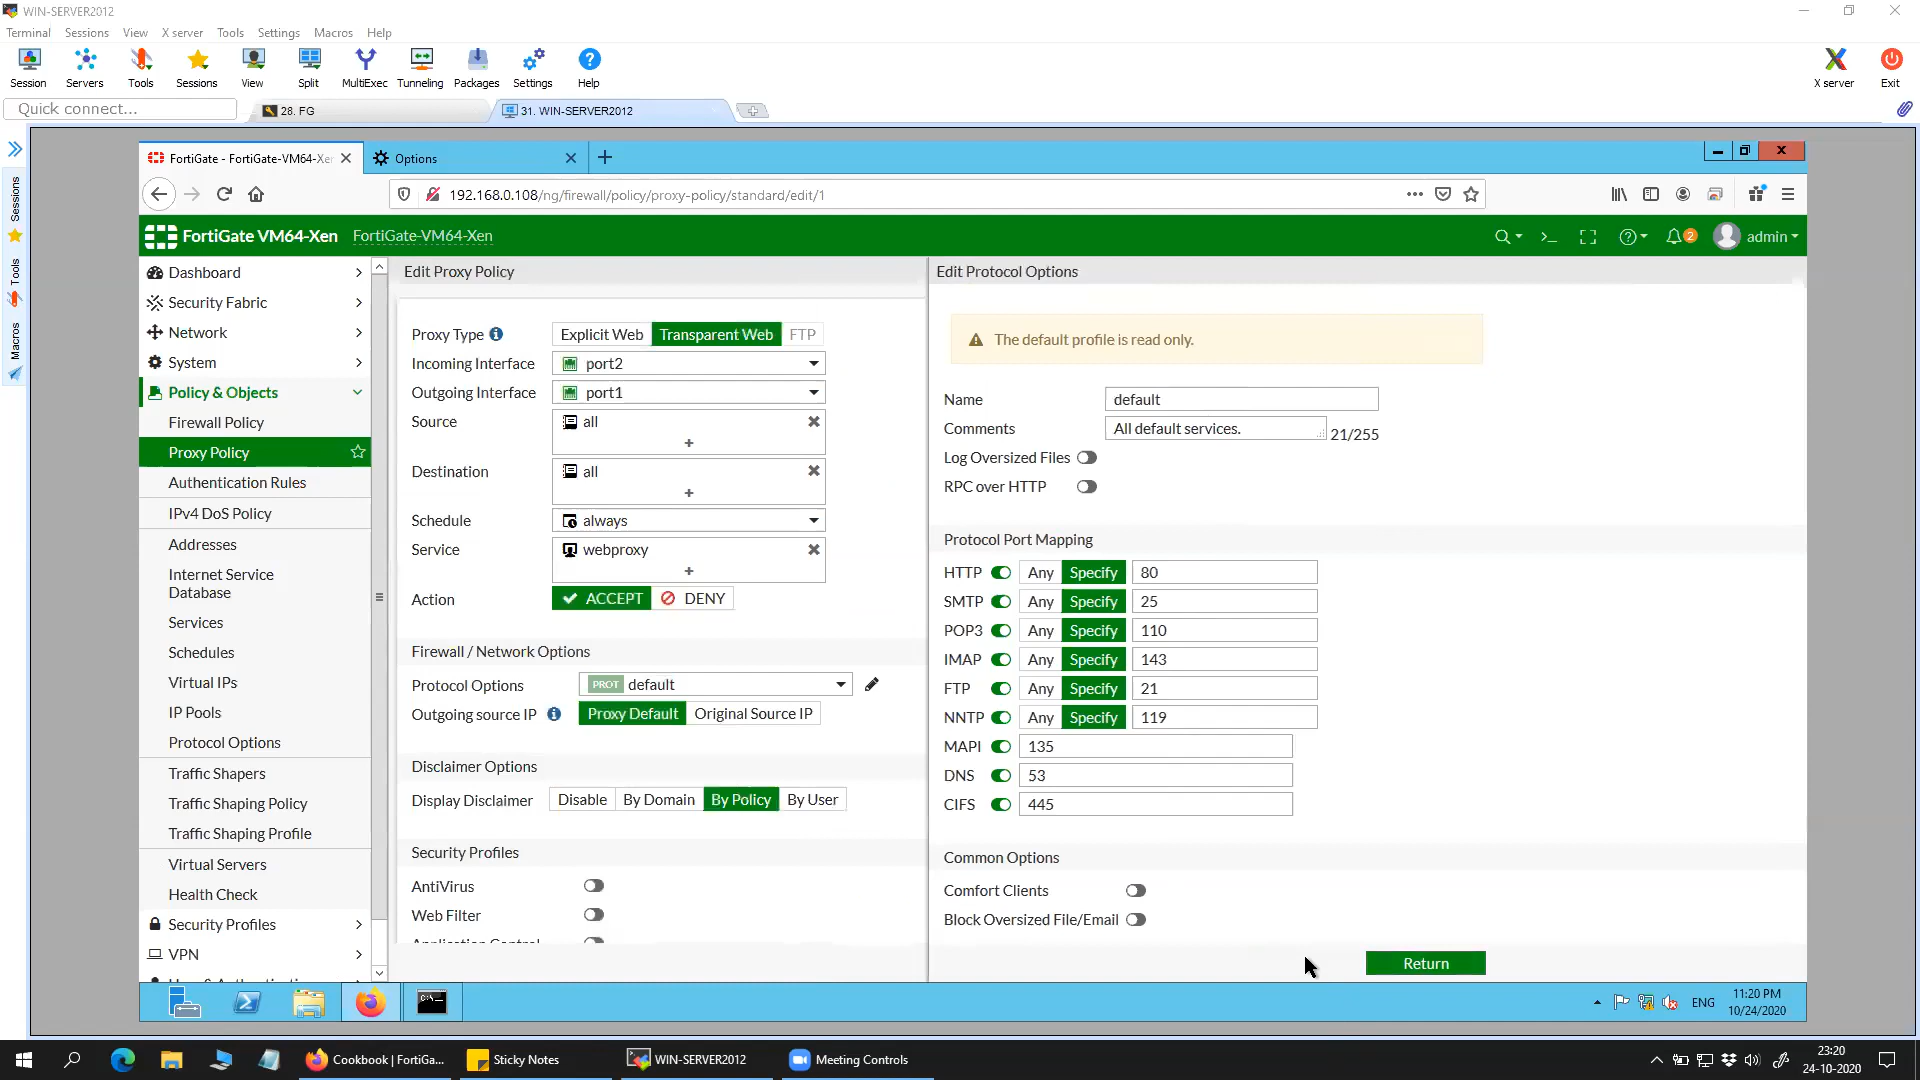 WIN-SERVER2012
Terminal Sessions View X server Tools Settings Macros Help
Session Servers Tools Sessions View Split MultiExec Tunneling Packages Settings Help X server Exit
Quick connect... 28. FG 31. WIN-SERVER2012
Sessions
Tools
Macros
FortiGate - FortiGate-VM64-Xen Options
192.168.0.108/ng/firewall/policy/proxy-policy/standard/edit/1
FortiGate VM64-Xen FortiGate-VM64-Xen 2 admin
Dashboard
Security Fabric
Network
System
Policy & Objects
Firewall Policy
Proxy Policy
Authentication Rules
IPv4 DoS Policy
Addresses
Internet Service
Database
Services
Schedules
Virtual IPs
IP Pools
Protocol Options
Traffic Shapers
Traffic Shaping Policy
Traffic Shaping Profile
Virtual Servers
Health Check
Security Profiles
VPN
Edit Proxy Policy
Proxy Type Explicit Web Transparent Web FTP
Incoming Interface port2
Outgoing Interface port1
Source all
+
Destination all
+
Schedule always
Service webproxy
+
Action ACCEPT DENY
Firewall / Network Options
Protocol Options PROT default
Outgoing source IP Proxy Default Original Source IP
Disclaimer Options
Display Disclaimer Disable By Domain By Policy By User
Security Profiles
AntiVirus
Web Filter
Application Control
Edit Protocol Options
The default profile is read only.
Name default
Comments All default services. 21/255
Log Oversized Files
RPC over HTTP
Protocol Port Mapping
HTTP Any Specify 80
SMTP Any Specify 25
POP3 Any Specify 110
IMAP Any Specify 143
FTP Any Specify 21
NNTP Any Specify 119
MAPI 135
DNS 53
CIFS 445
Common Options
Comfort Clients
Block Oversized File/Email
Return
ENG 11:20 PM
10/24/2020
Cookbook | FortiGa... Sticky Notes WIN-SERVER2012 Meeting Controls 23:20
24-10-2020